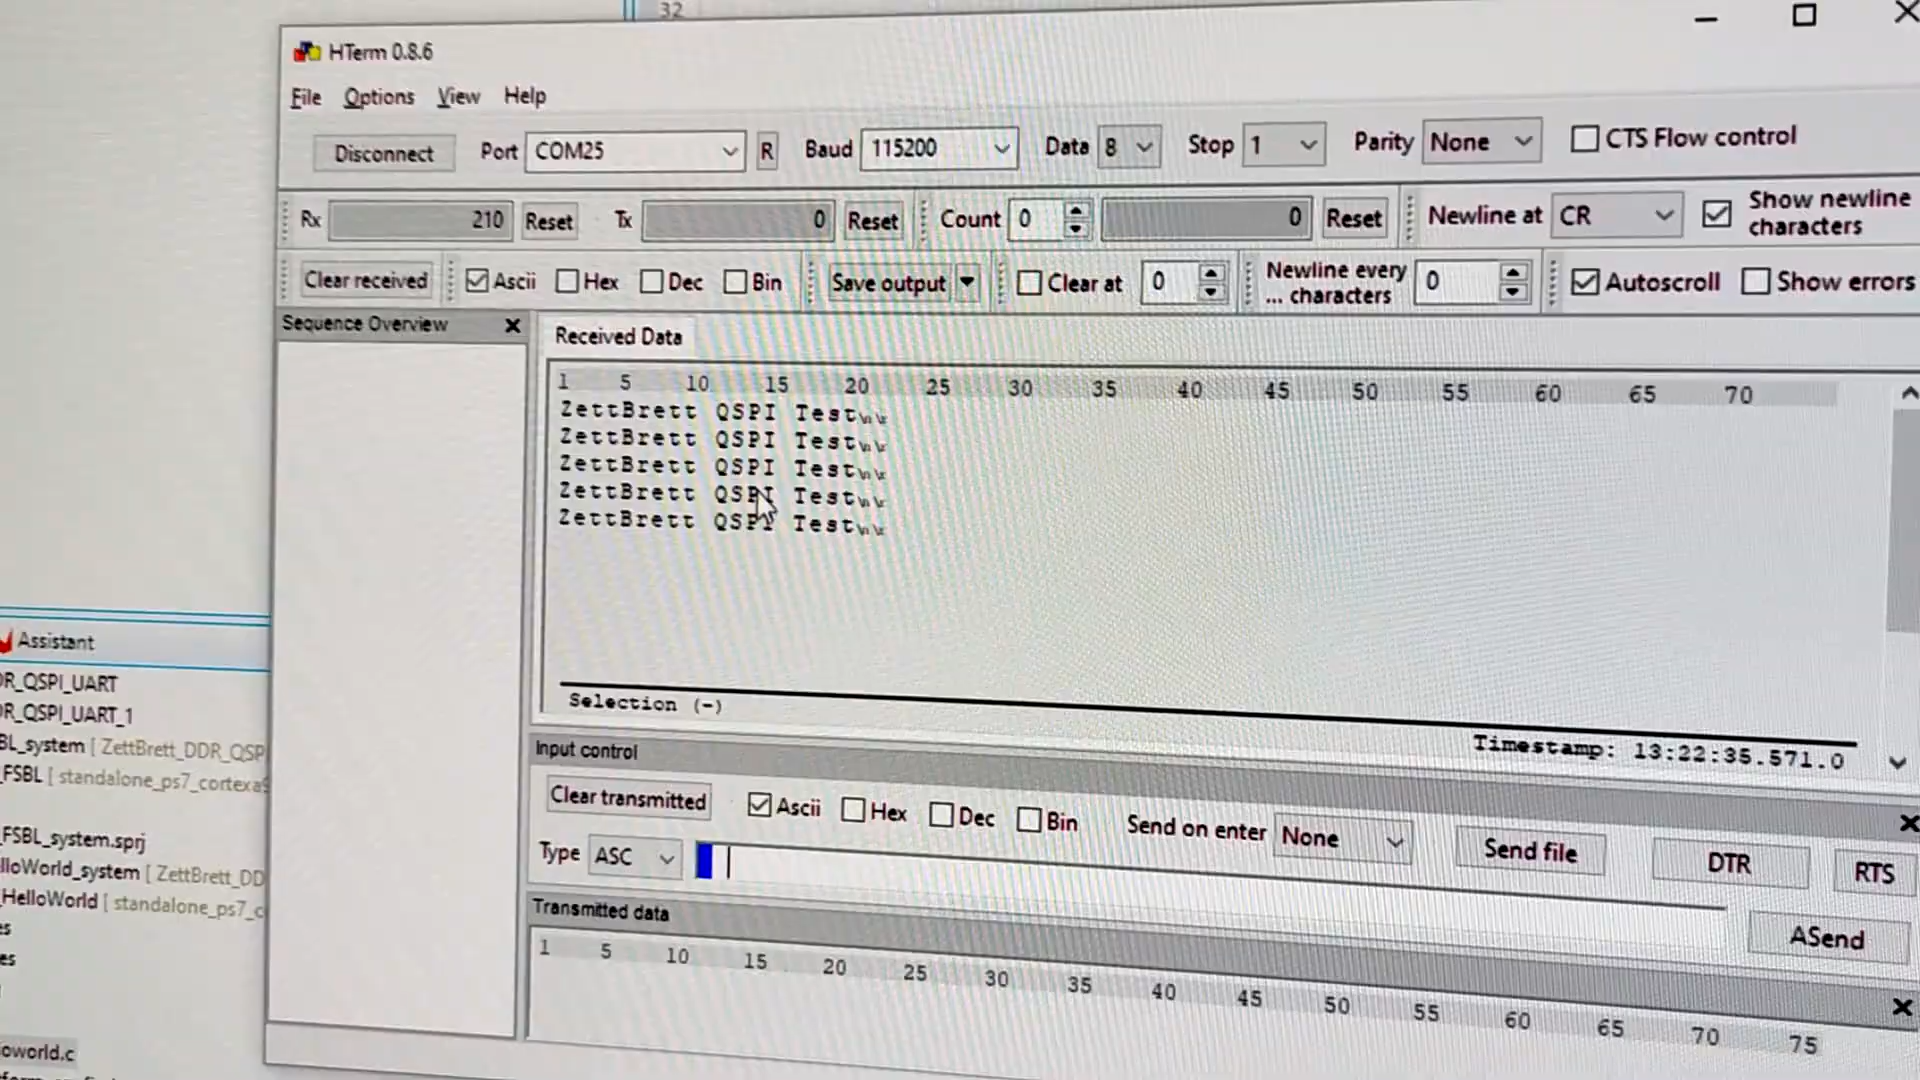 32
HTerm 0.8.6
File Options View Help
Disconnect Port COM25 R Baud 115200 Data 8 Stop 1 Parity None CTS Flow control
Rx 210 Reset Tx 0 Reset Count 0 0 Reset Newline at CR Show newline characters
Clear received Ascii Hex Dec Bin Save output Clear at 0 Newline every ... characters 0 Autoscroll Show errors
Sequence Overview
Received Data
1 5 10 15 20 25 30 35 40 45 50 55 60 65 70
ZettBrett QSPI Test\n\r
ZettBrett QSPI Test\n\r
ZettBrett QSPI Test\n\r
ZettBrett QSPI Test\n\r
ZettBrett QSPI Test\n\r
Selection (-)
Timestamp: 13:22:35.571.0
Input control
Clear transmitted Ascii Hex Dec Bin Send on enter None Send file DTR RTS
Type ASC
ASend
Transmitted data
1 5 10 15 20 25 30 35 40 45 50 55 60 65 70 75
Assistant
DR_QSPI_UART
DR_QSPI_UART_1
BL_system [ ZettBrett_DDR_QSP
_FSBL [ standalone_ps7_cortexa9
_FSBL_system.sprj
lloWorld_system [ ZettBrett_DD
HelloWorld [ standalone_ps7_c
es
es
oworld.c